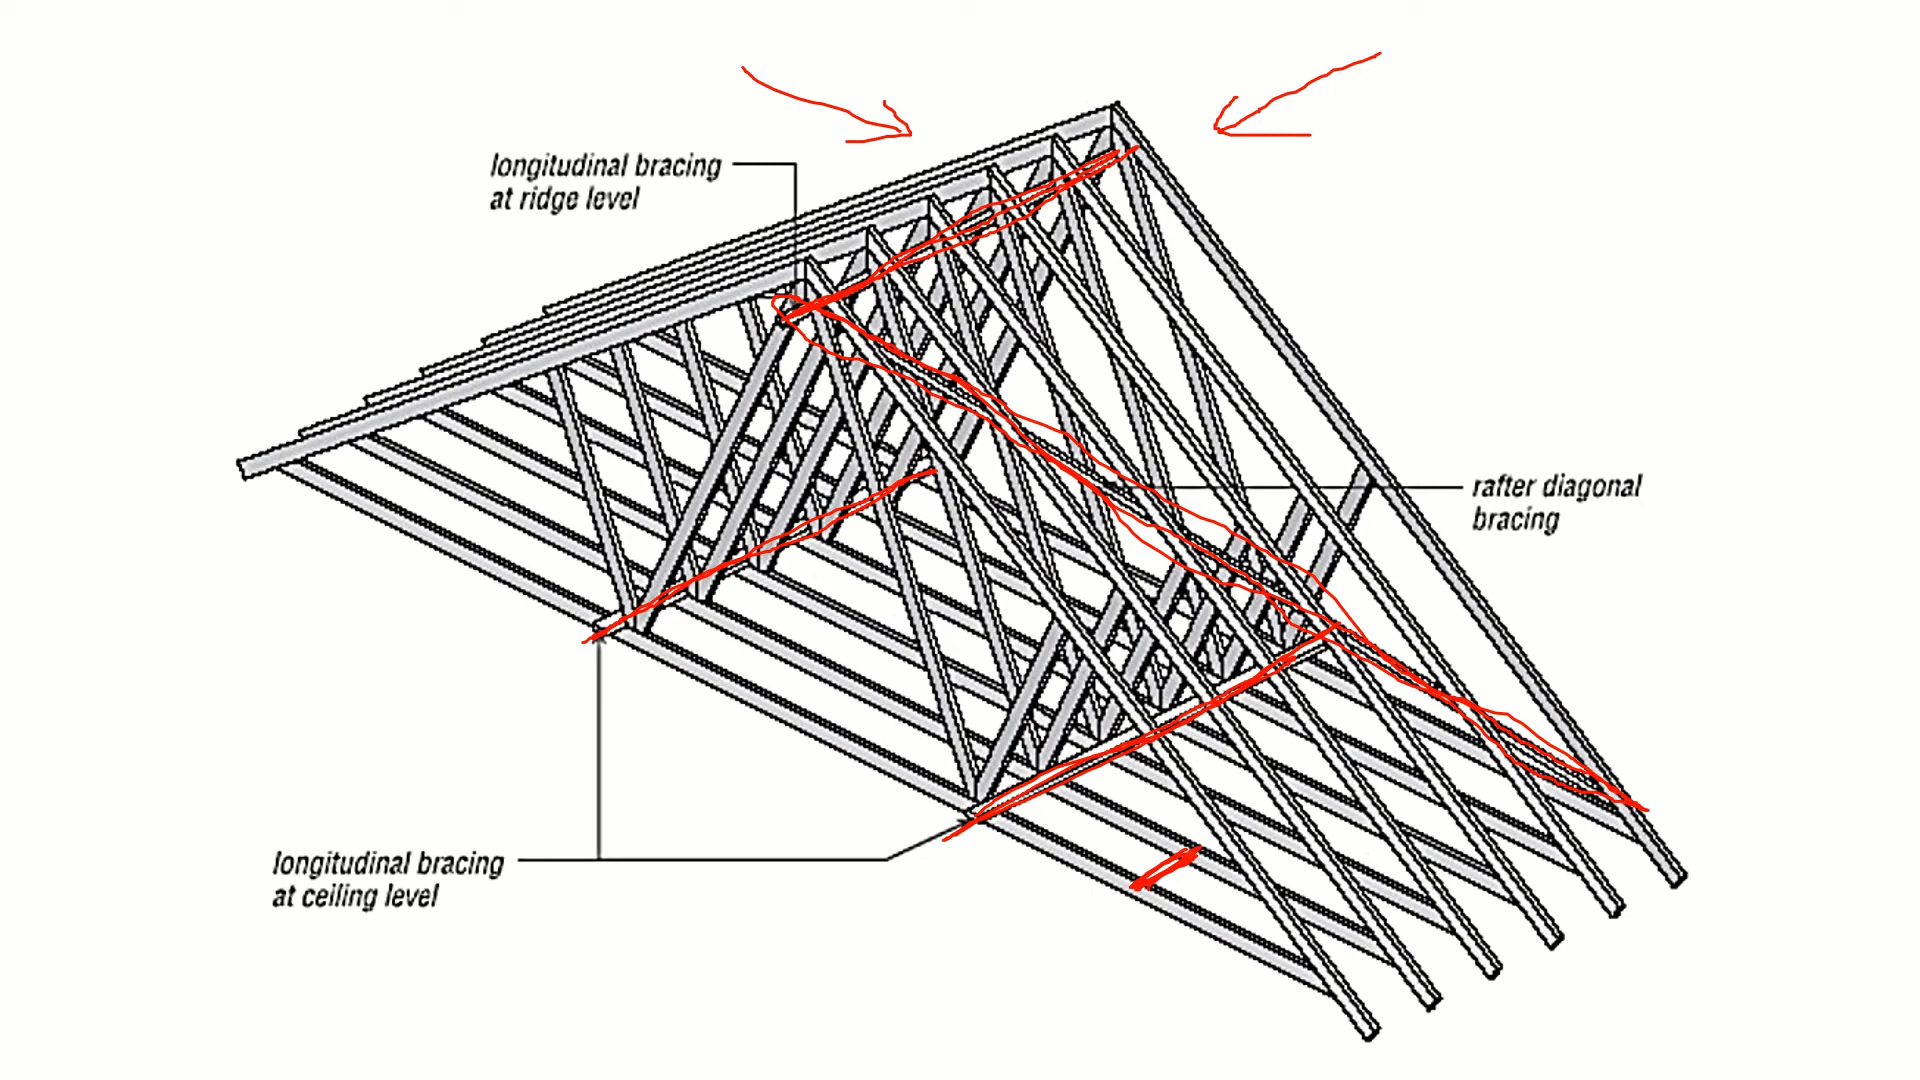 longitudinal bracing
at ridge level
rafter diagonal
bracing
longitudinal bracing
at ceiling level